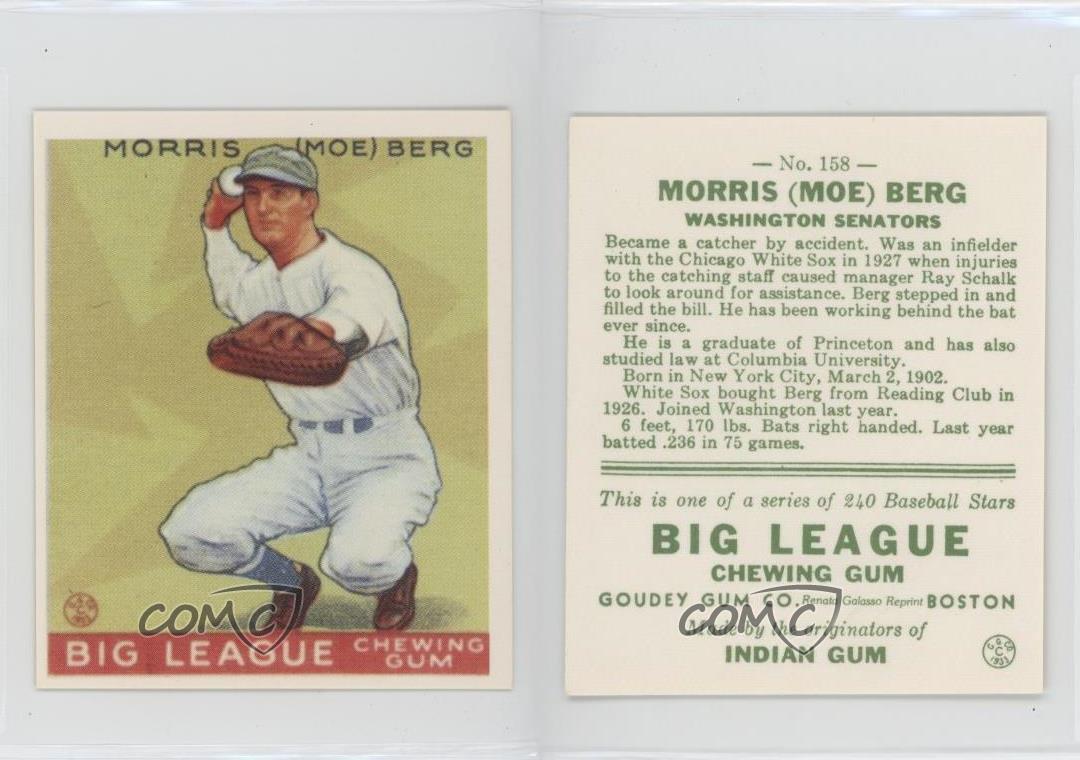 MORRIS (MOE) BERG
BIG LEAGUE CHEWING GUM
COMC
— No. 158 —
MORRIS (MOE) BERG
WASHINGTON SENATORS
Became a catcher by accident. Was an infielder
with the Chicago White Sox in 1927 when injuries
to the catching staff caused manager Ray Schalk
to look around for assistance. Berg stepped in and
filled the bill. He has been working behind the bat
ever since.
He is a graduate of Princeton and has also
studied law at Columbia University.
Born in New York City, March 2, 1902.
White Sox bought Berg from Reading Club in
1926. Joined Washington last year.
6 feet, 170 lbs. Bats right handed. Last year
batted .236 in 75 games.
This is one of a series of 240 Baseball Stars
BIG LEAGUE
CHEWING GUM
GOUDEY GUM CO. Renata Galasso Reprint BOSTON
COMC
Made by the originators of
INDIAN GUM
G.G.CO.
C
1933